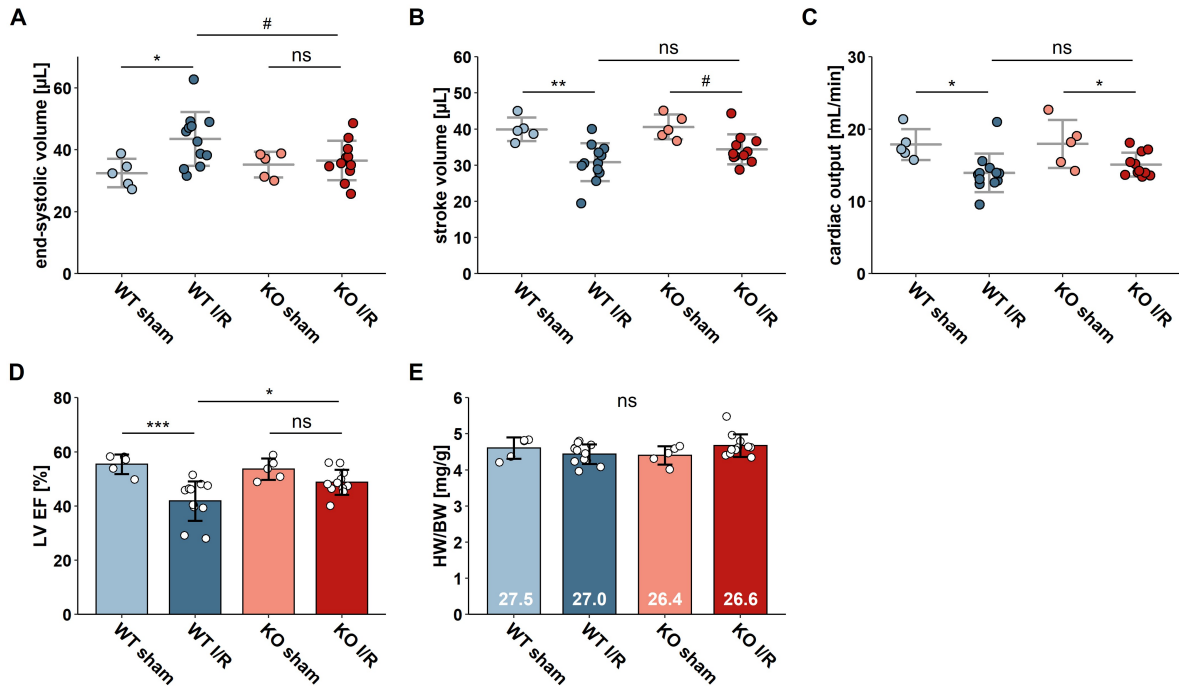 A
#
*
ns
end-systolic volume [µL]
60
40
20
0
WT sham
WT I/R
KO sham
KO I/R
B
ns
**
#
stroke volume [µL]
60
50
40
30
20
10
0
WT sham
WT I/R
KO sham
KO I/R
C
ns
*
*
cardiac output [mL/min]
30
20
10
0
WT sham
WT I/R
KO sham
KO I/R
D
*
***
ns
LV EF [%]
80
60
40
20
0
WT sham
WT I/R
KO sham
KO I/R
E
ns
HW/BW [mg/g]
6
5
4
3
2
1
0
27.5
27.0
26.4
26.6
WT sham
WT I/R
KO sham
KO I/R